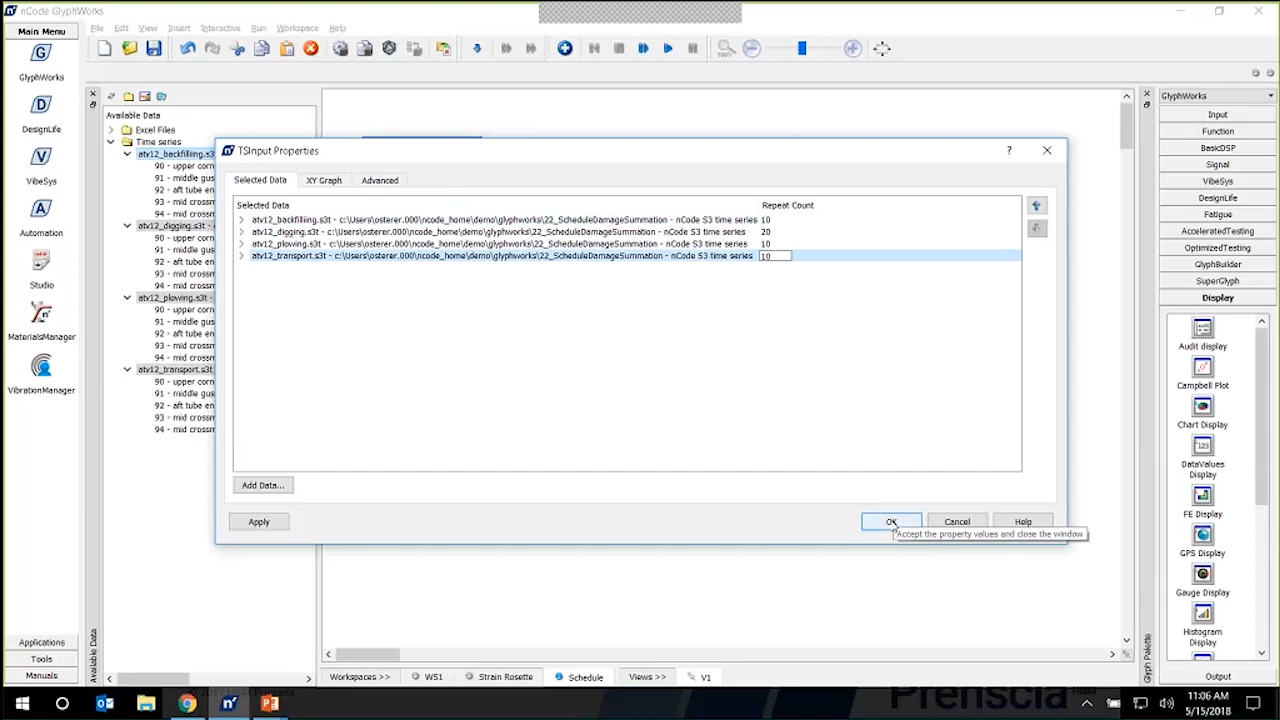 nCode GlyphWorks
Main Menu
File Edit View Insert Interactive Run Workspace Help
GlyphWorks
DesignLife
VibeSys
Automation
Studio
MaterialsManager
VibrationManager
Applications
Tools
Manuals
Available Data
Available Data
Excel Files
Time series
atv12_backfilling.s3t
90 - upper corn
91 - middle gus
92 - aft tube en
93 - mid crossm
94 - mid crossm
atv12_digging.s3t -
90 - upper corn
91 - middle gus
92 - aft tube en
93 - mid crossm
94 - mid crossm
atv12_plowing.s3t -
90 - upper corn
91 - middle gus
92 - aft tube en
93 - mid crossm
94 - mid crossm
atv12_transport.s3t
90 - upper corn
91 - middle gus
92 - aft tube en
93 - mid crossm
94 - mid crossm
TSInput Properties
Selected Data XY Graph Advanced
Selected Data Repeat Count
atv12_backfilling.s3t - c:\Users\osterer.000\ncode_home\demo\glyphworks\22_ScheduleDamageSummation - nCode S3 time series 10
atv12_digging.s3t - c:\Users\osterer.000\ncode_home\demo\glyphworks\22_ScheduleDamageSummation - nCode S3 time series 20
atv12_plowing.s3t - c:\Users\osterer.000\ncode_home\demo\glyphworks\22_ScheduleDamageSummation - nCode S3 time series 10
atv12_transport.s3t - c:\Users\osterer.000\ncode_home\demo\glyphworks\22_ScheduleDamageSummation - nCode S3 time series 10
Add Data...
Apply OK Cancel Help
Accept the property values and close the window
Workspaces >> WS1 Strain Rosette Schedule Views >> V1
Glyph Palette
GlyphWorks
Input
Function
BasicDSP
Signal
VibeSys
DesignLife
Fatigue
AcceleratedTesting
OptimizedTesting
GlyphBuilder
SuperGlyph
Display
Audit display
Campbell Plot
Chart Display
DataValues
Display
FE Display
GPS Display
Gauge Display
Histogram
Display
Output
Prenscia
11:06 AM
5/15/2018